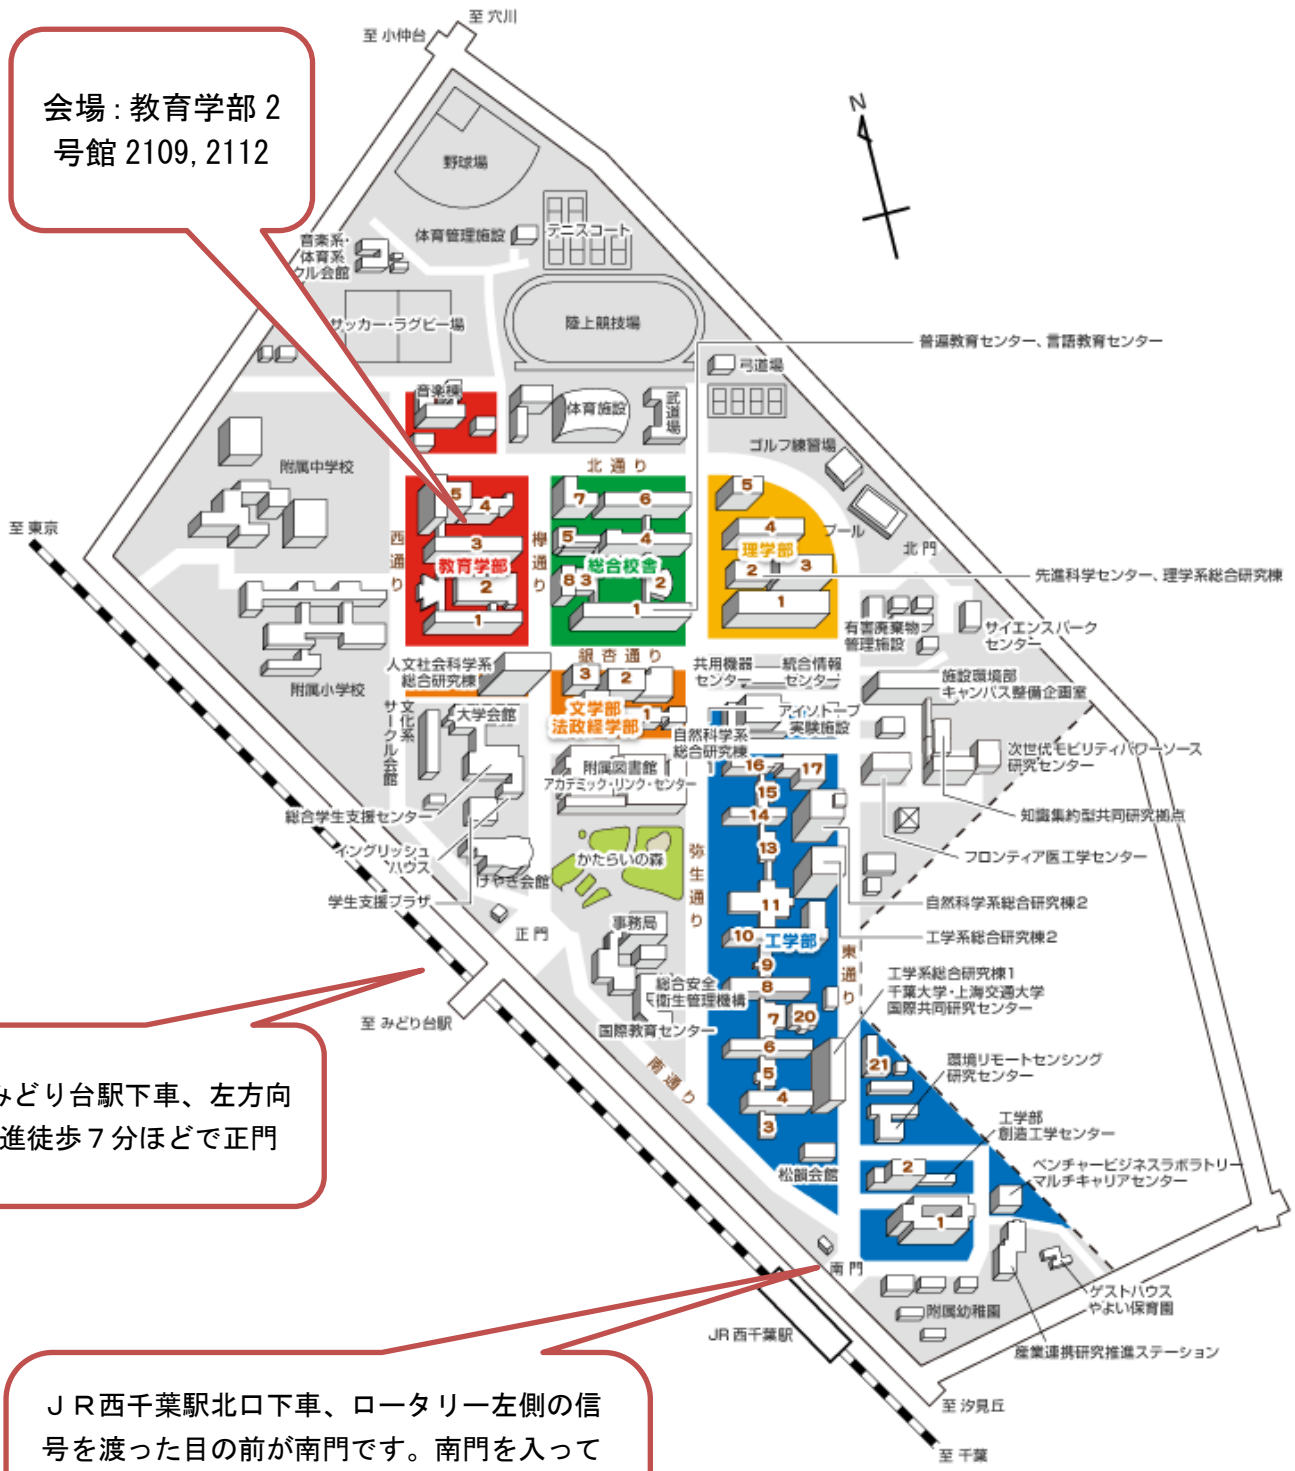 至 穴川
至 小仲台
会場：教育学部 2
号館 2109, 2112
N
野球場
体育管理施設
テニスコート
音楽系・
体育系
クル会館
サッカー・ラグビー場
陸上競技場
普遍教育センター、言語教育センター
弓道場
音楽棟
体育施設
武道場
ゴルフ練習場
北 通 り
附属中学校
5
4
7
6
5
至 東京
西通り
欅通り
3
教育学部
5
4
総合校舎
4
理学部
プール
北 門
2
8
3
2
2
3
先進科学センター、理学系総合研究棟
1
1
1
有害廃棄物
管理施設
サイエンスパーク
センター
銀 杏 通 り
人文社会科学系
総合研究棟
附属小学校
共用機器
センター
統合情報
センター
施設環境部
キャンパス整備企画室
3
2
1
文学部
法政経学部
文化系
サークル会館
大学会館
アイソトープ
実験施設
自然科学系
総合研究棟
次世代モビリティパワーソース
研究センター
附属図書館
アカデミック・リンク・センター
16
17
15
14
総合学生支援センター
知識集約型共同研究拠点
イングリッシュ
ハウス
かたらいの森
弥生通り
13
フロンティア医工学センター
けやき会館
学生支援プラザ
11
自然科学系総合研究棟2
正 門
事務局
10
工学部
工学系総合研究棟2
東通り
9
総合安全
衛生管理機構
8
工学系総合研究棟1
千葉大学・上海交通大学
国際共同研究センター
至 みどり台駅
国際教育センター
7
20
6
南 通 り
21
環境リモートセンシング
研究センター
みどり台駅下車、左方向
進徒歩７分ほどで正門
5
4
3
工学部
創造工学センター
松韻会館
2
ベンチャービジネスラボラトリー
マルチキャリアセンター
1
南 門
附属幼稚園
ゲストハウス
やよい保育園
JR 西千葉駅
産業連携研究推進ステーション
ＪＲ西千葉駅北口下車、ロータリー左側の信
号を渡った目の前が南門です。南門を入って
至 汐見丘
至 千葉